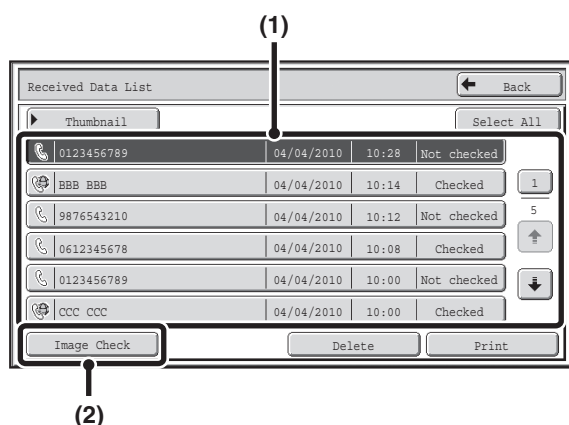 (1)
Received Data List Back
Thumbnail Select All
0123456789 04/04/2010 10:28 Not checked
BBB BBB 04/04/2010 10:14 Checked 1
9876543210 04/04/2010 10:12 Not checked 5
0612345678 04/04/2010 10:08 Checked
0123456789 04/04/2010 10:00 Not checked
CCC CCC 04/04/2010 10:00 Checked
Image Check Delete Print
(2)